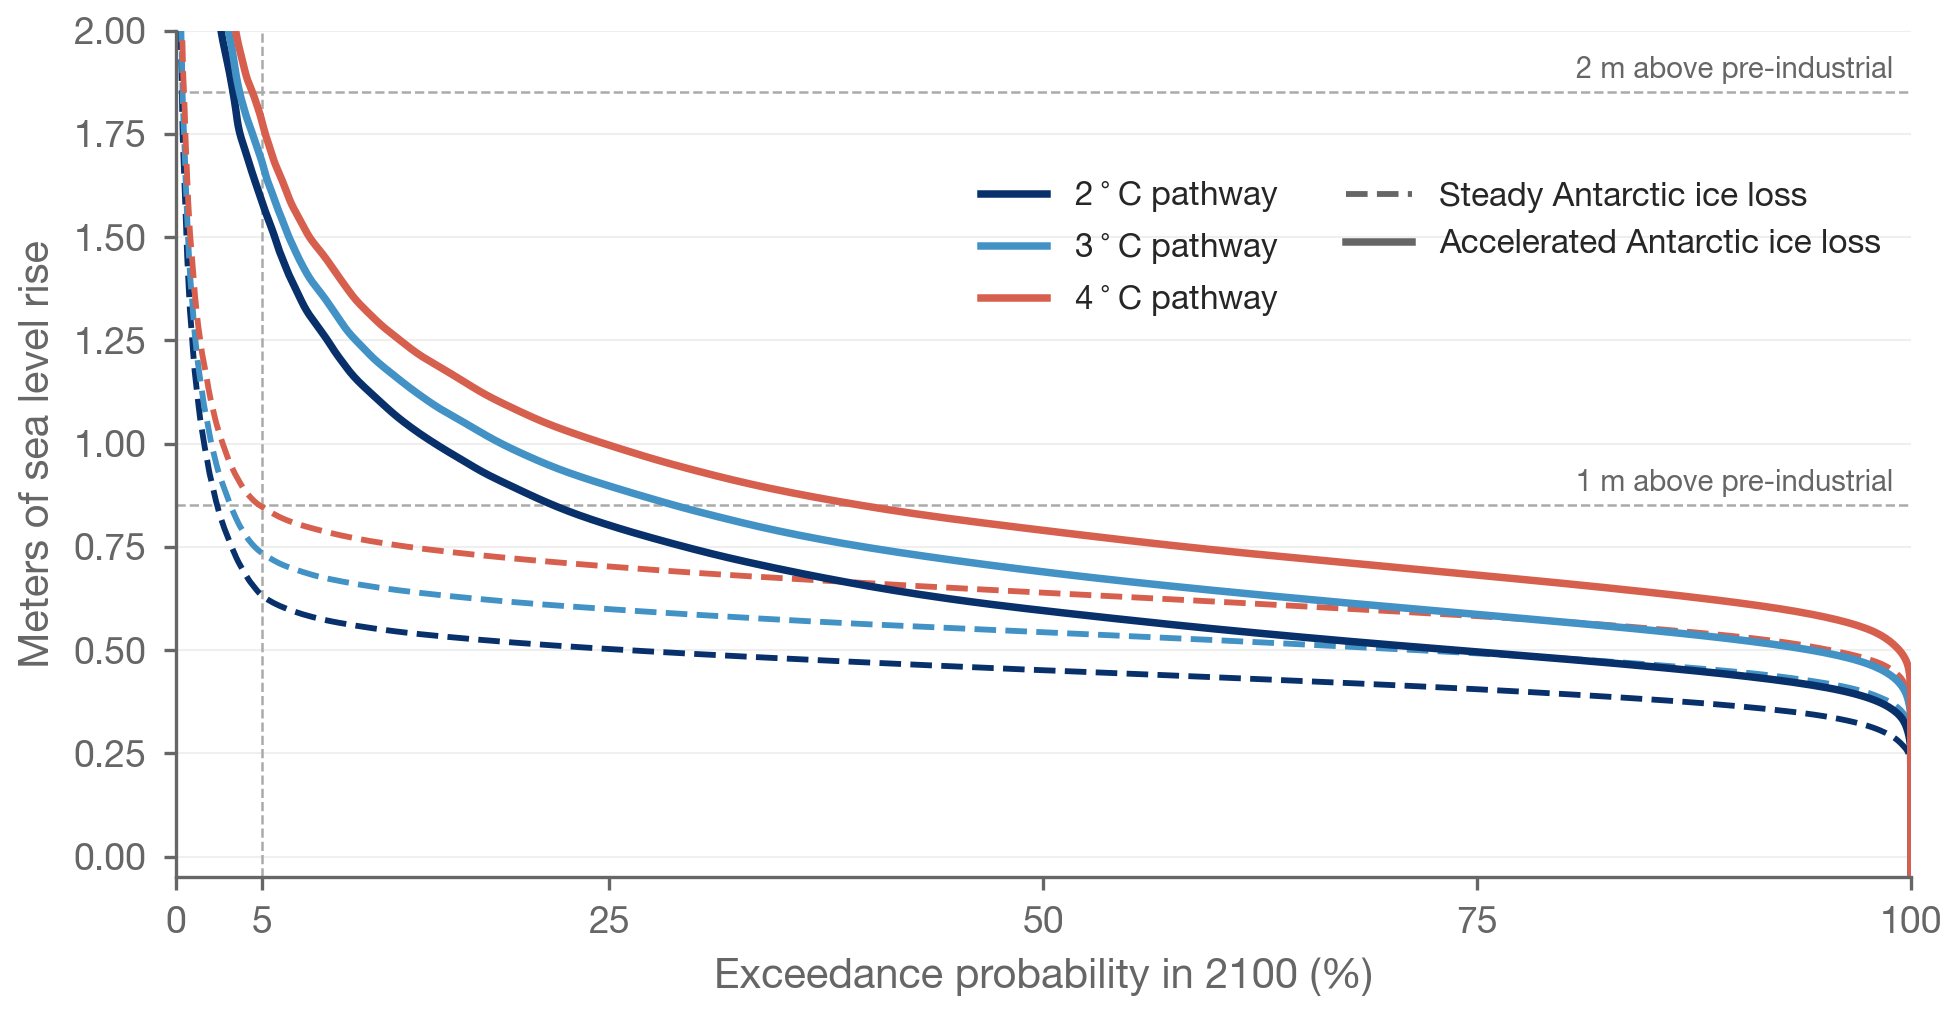 2.00
1.75
1.50
1.25
1.00
0.75
0.50
0.25
0.00
Meters of sea level rise
2 m above pre-industrial
2°C pathway
3°C pathway
4°C pathway
Steady Antarctic ice loss
Accelerated Antarctic ice loss
1 m above pre-industrial
0 5 25 50 75 100
Exceedance probability in 2100 (%)